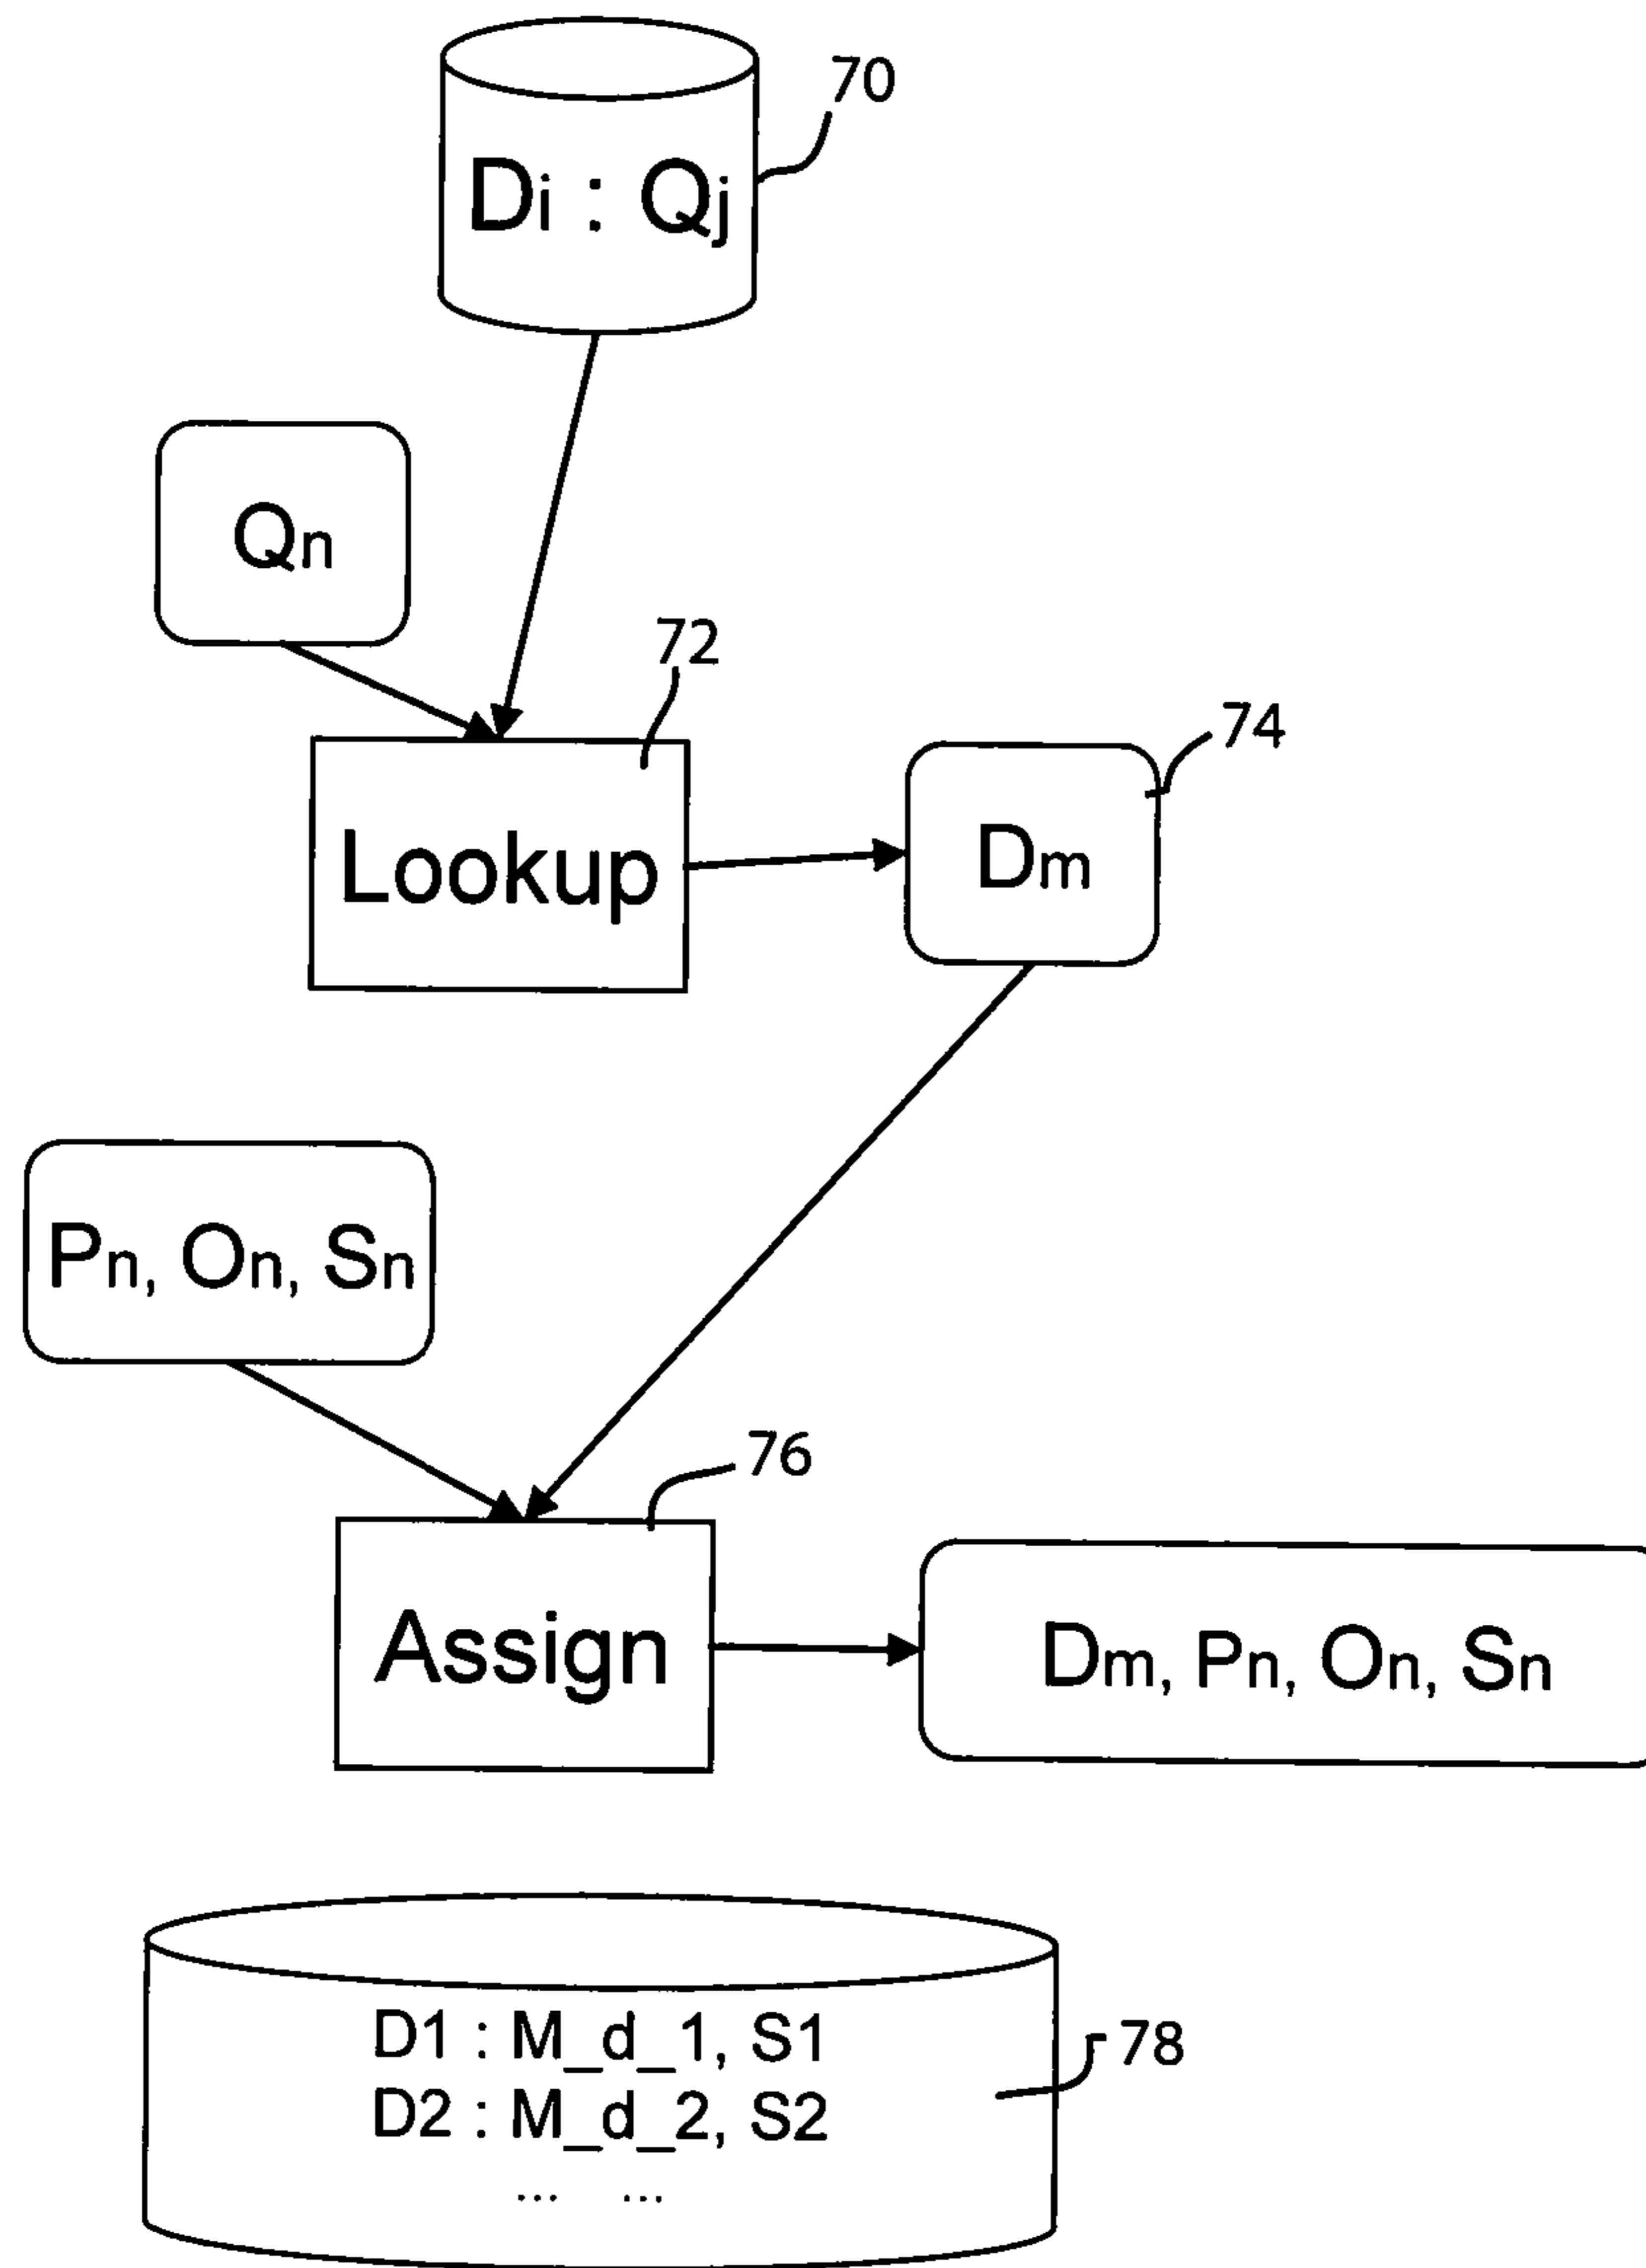 70
Di : Qj
Qn
72
74
Lookup
Dm
Pn, On, Sn
76
Assign
Dm, Pn, On, Sn
D1 : M_d_1, S1
78
D2 : M_d_2, S2
... ...